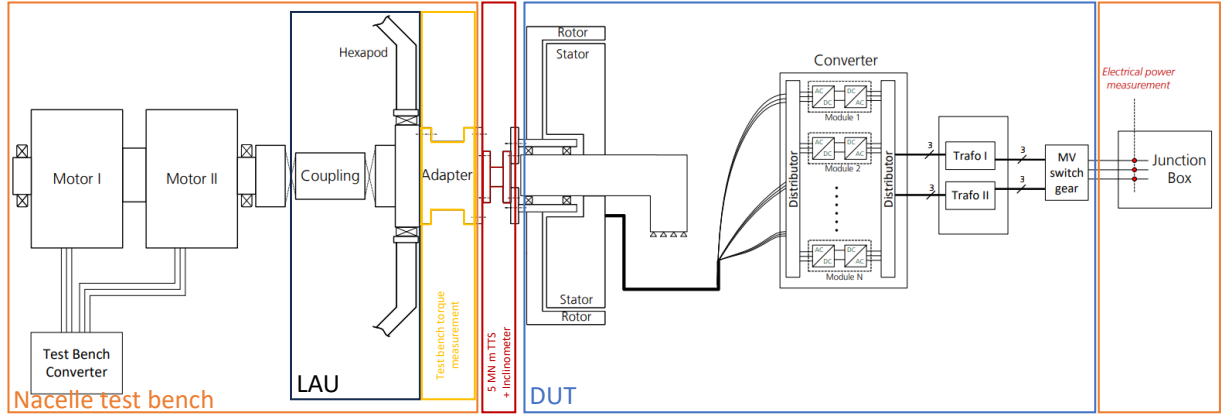 Motor I
Motor II
Test Bench
Converter
Nacelle test bench
Hexapod
Coupling
LAU
Adapter
Test bench torque
measurement
5 MN m TTS
+ Inclinometer
Rotor
Stator
Stator
Rotor
DUT
Converter
Distributor
AC
DC
DC
AC
Module 1
AC
DC
DC
AC
Module 2
AC
DC
DC
AC
Module N
Distributor
3
3
Trafo I
Trafo II
3
3
MV
switch
gear
Electrical power
measurement
Junction
Box